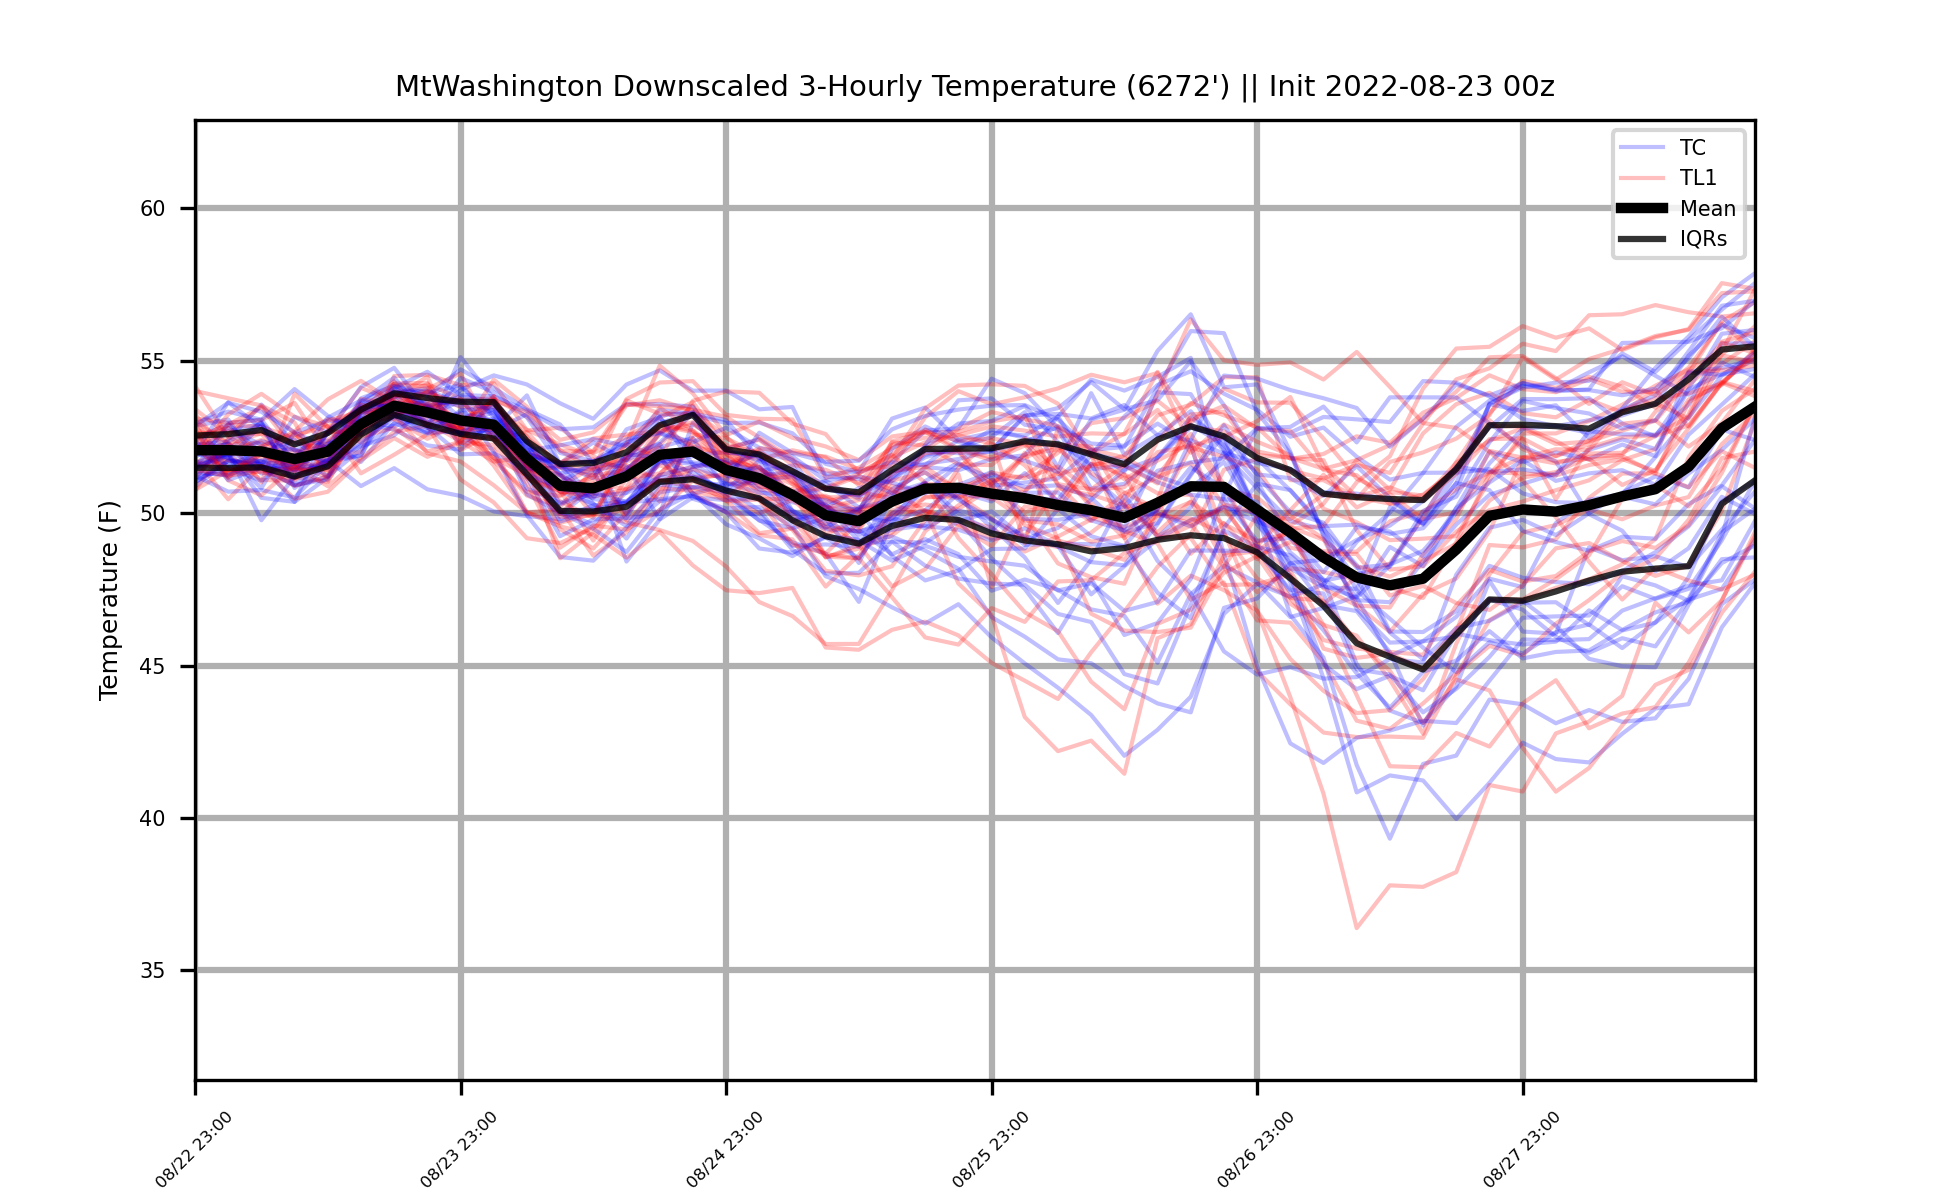 MtWashington Downscaled 3-Hourly Temperature (6272') || Init 2022-08-23 00z
TC
TL1
Mean
IQRs
Temperature (F)
60
55
50
45
40
35
08/22 23:00
08/23 23:00
08/24 23:00
08/25 23:00
08/26 23:00
08/27 23:00